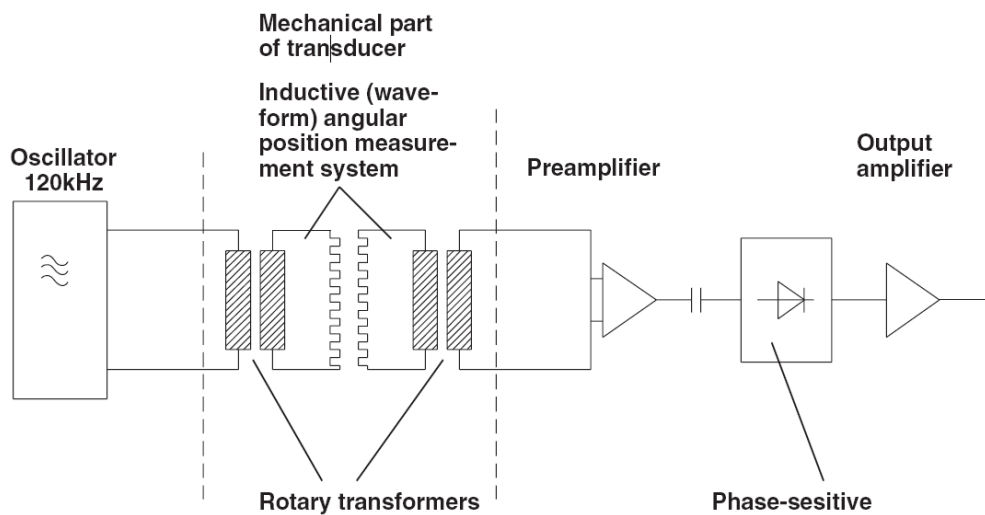 Mechanical part
of transducer
Inductive (wave-
form) angular
position measure-
ment system
Oscillator
120kHz
Preamplifier
Output
amplifier
Rotary transformers
Phase-sesitive